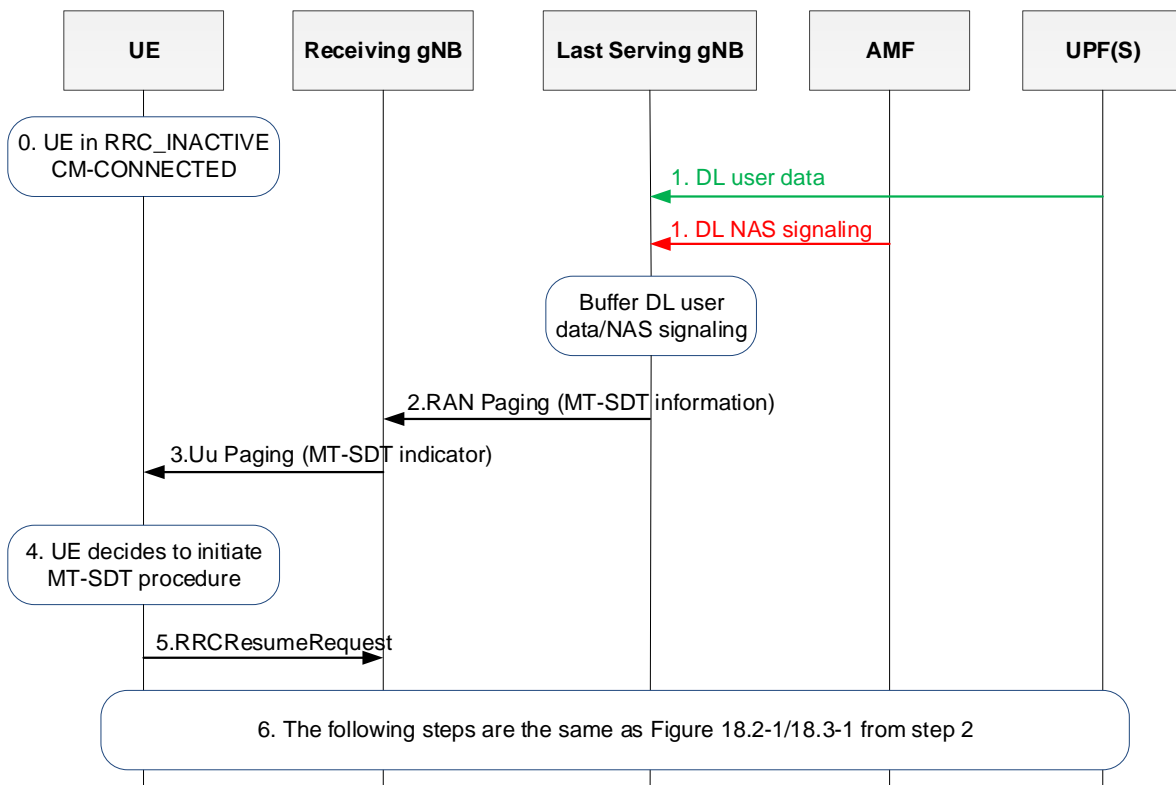 UE
Receiving gNB
Last Serving gNB
AMF
UPF(S)
0. UE in RRC_INACTIVE
CM-CONNECTED
1. DL user data
1. DL NAS signaling
Buffer DL user
data/NAS signaling
2.RAN Paging (MT-SDT information)
3.Uu Paging (MT-SDT indicator)
4. UE decides to initiate
MT-SDT procedure
5.RRCResumeRequest
6. The following steps are the same as Figure 18.2-1/18.3-1 from step 2